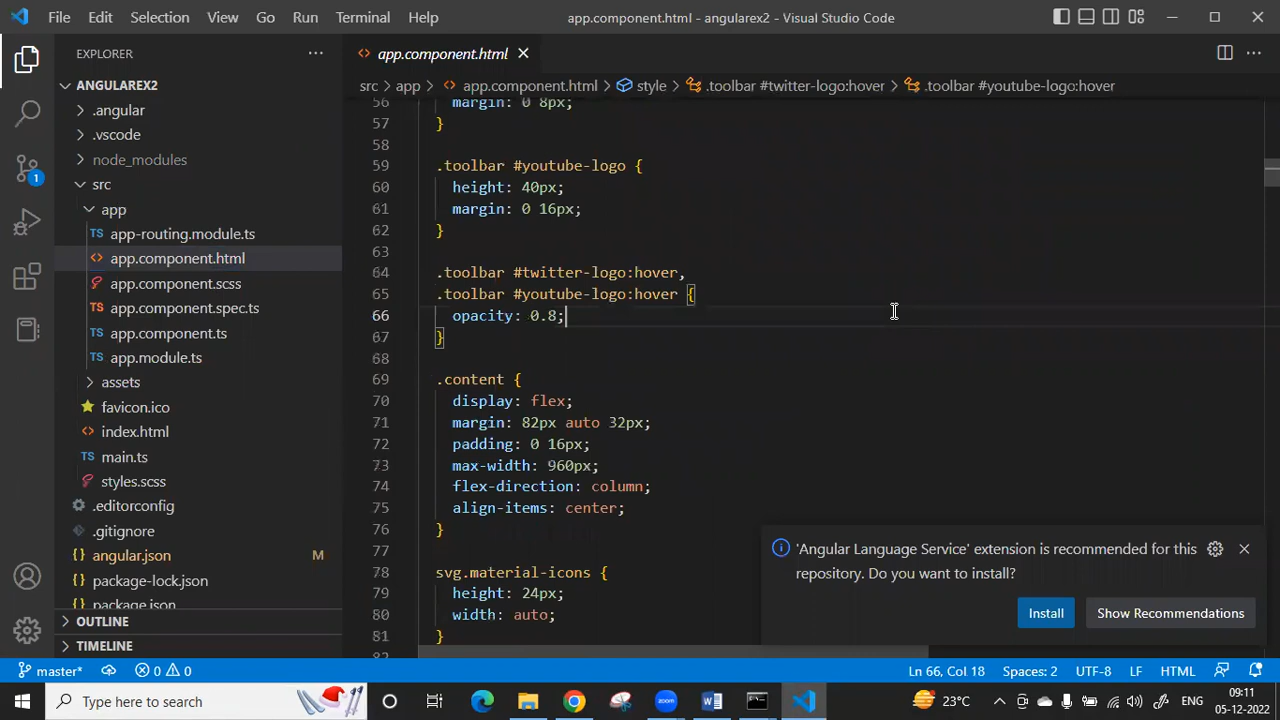 File Edit Selection View Go Run Terminal Help
app.component.html - angularex2 - Visual Studio Code
EXPLORER
ANGULAREX2
.angular
.vscode
node_modules
src
app
app-routing.module.ts
app.component.html
app.component.scss
app.component.spec.ts
app.component.ts
app.module.ts
assets
favicon.ico
index.html
main.ts
styles.scss
.editorconfig
.gitignore
angular.json M
package-lock.json
package.json
OUTLINE
TIMELINE
1
app.component.html
src > app > app.component.html > style > .toolbar #twitter-logo:hover > .toolbar #youtube-logo:hover
56 margin: 0 8px;
57 }
58
59 .toolbar #youtube-logo {
60 height: 40px;
61 margin: 0 16px;
62 }
63
64 .toolbar #twitter-logo:hover,
65 .toolbar #youtube-logo:hover {
66 opacity: 0.8;
67 }
68
69 .content {
70 display: flex;
71 margin: 82px auto 32px;
72 padding: 0 16px;
73 max-width: 960px;
74 flex-direction: column;
75 align-items: center;
76 }
77
78 svg.material-icons {
79 height: 24px;
80 width: auto;
81 }
82
'Angular Language Service' extension is recommended for this
repository. Do you want to install?
Install Show Recommendations
master* 0 0 Ln 66, Col 18 Spaces: 2 UTF-8 LF HTML
Type here to search zoom 23°C ENG 09:11
05-12-2022